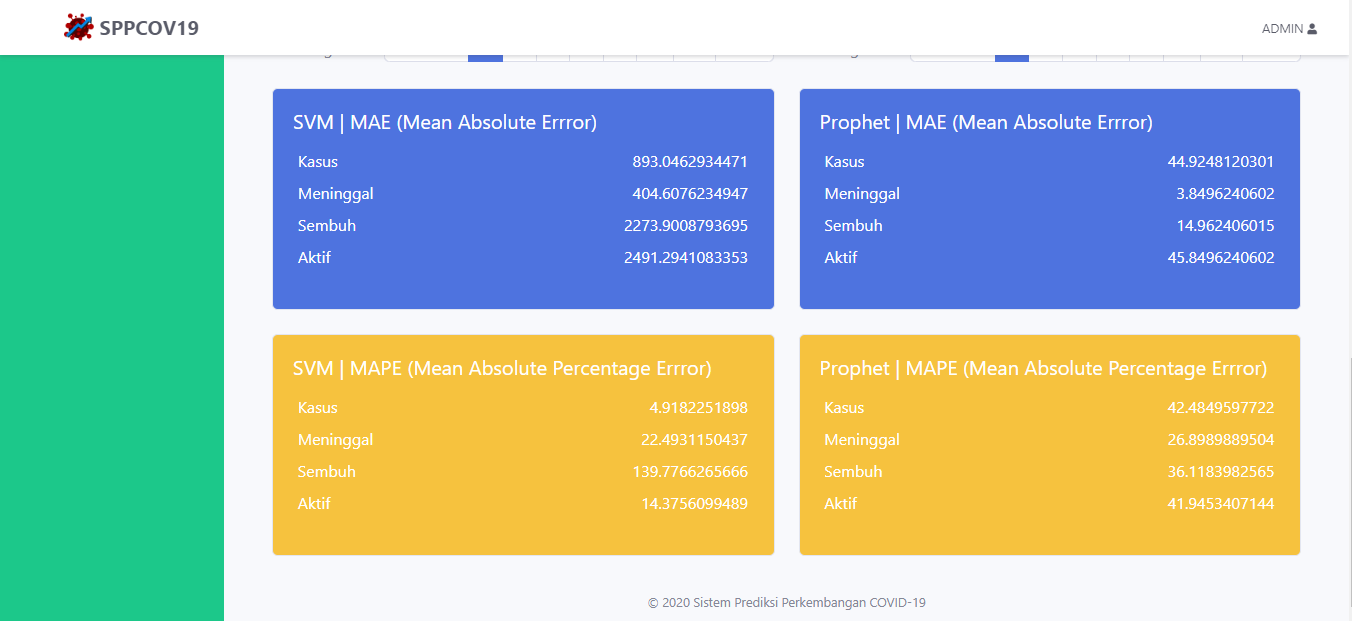 SPPCOV19
ADMIN
SVM | MAE (Mean Absolute Errror)
Kasus 893.0462934471
Meninggal 404.6076234947
Sembuh 2273.9008793695
Aktif 2491.2941083353
Prophet | MAE (Mean Absolute Errror)
Kasus 44.9248120301
Meninggal 3.8496240602
Sembuh 14.962406015
Aktif 45.8496240602
SVM | MAPE (Mean Absolute Percentage Errror)
Kasus 4.9182251898
Meninggal 22.4931150437
Sembuh 139.7766265666
Aktif 14.3756099489
Prophet | MAPE (Mean Absolute Percentage Errror)
Kasus 42.4849597722
Meninggal 26.8989889504
Sembuh 36.1183982565
Aktif 41.9453407144
© 2020 Sistem Prediksi Perkembangan COVID-19